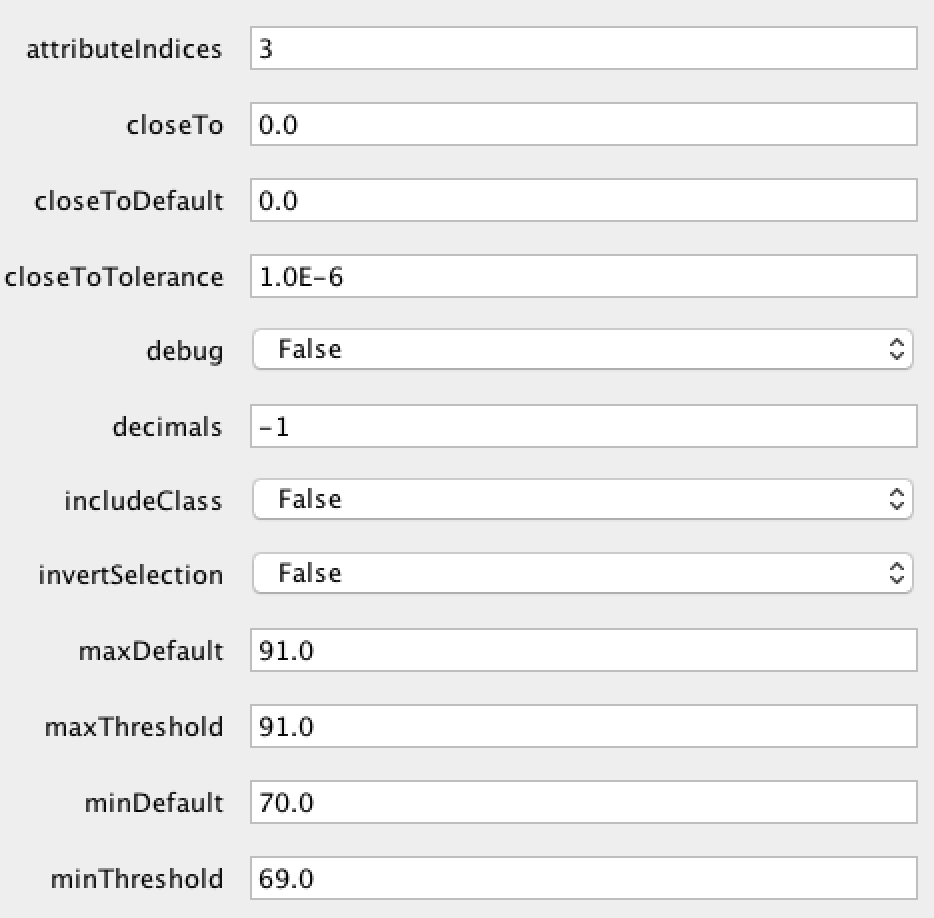 attributeIndices 3
closeTo 0.0
closeToDefault 0.0
closeToTolerance 1.0E-6
debug False
decimals -1
includeClass False
invertSelection False
maxDefault 91.0
maxThreshold 91.0
minDefault 70.0
minThreshold 69.0